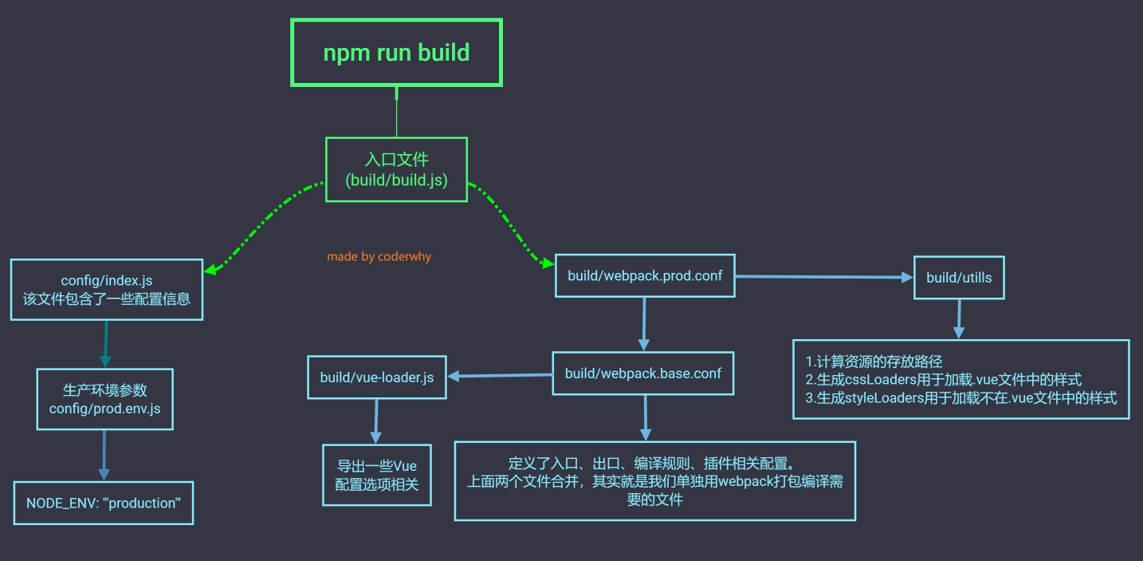 npm run build
入口文件
(build/build.js)
made by coderwhy
config/index.js
该文件包含了一些配置信息
build/webpack.prod.conf
build/utills
生产环境参数
config/prod.env.js
build/vue-loader.js
build/webpack.base.conf
1.计算资源的存放路径
2.生成cssLoaders用于加载.vue文件中的样式
3.生成styleLoaders用于加载不在.vue文件中的样式
NODE_ENV: '"production"'
导出一些Vue
配置选项相关
定义了入口、出口、编译规则、插件相关配置。
上面两个文件合并，其实就是我们单独用webpack打包编译需
要的文件